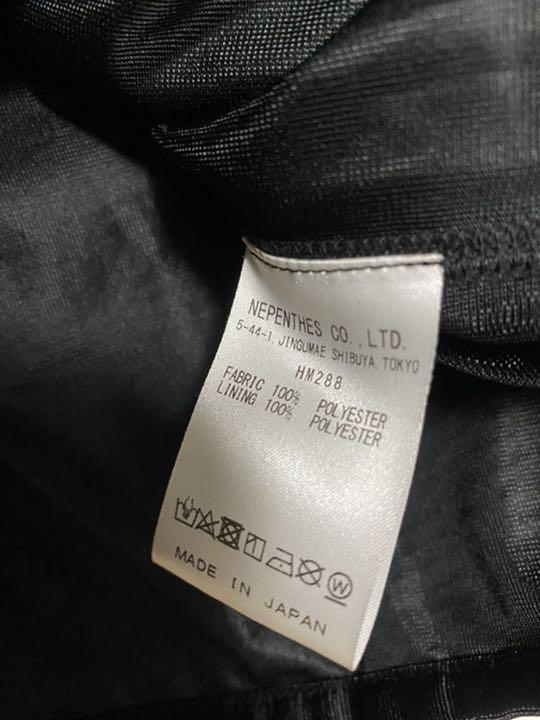 NEPENTHES CO.,LTD.
5-44-1, JINGUMAE SHIBUYA, TOKYO
HM288
FABRIC 100% POLYESTER
LINING 100% POLYESTER
W
MADE IN JAPAN